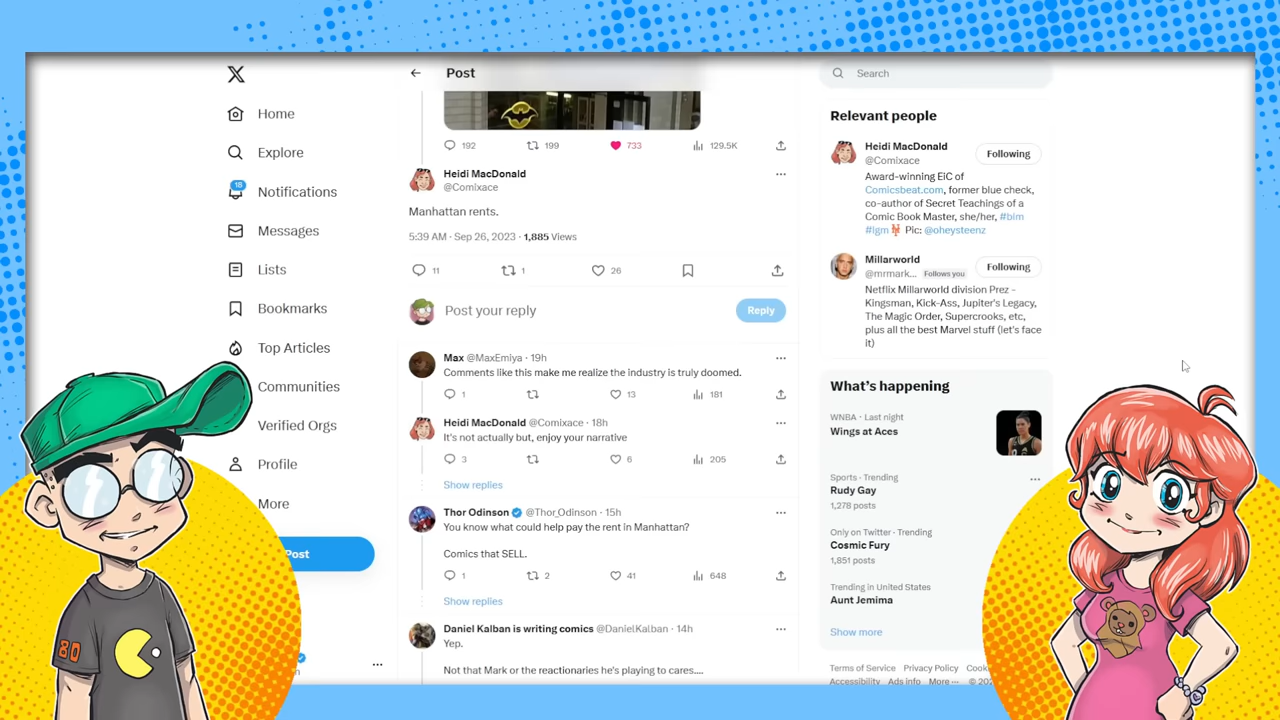 Home
Explore
18
Notifications
Messages
Lists
Bookmarks
Top Articles
Communities
Verified Orgs
Profile
More
Post
80
Post
192
199
733
129.5K
Heidi MacDonald
@Comixace
Manhattan rents.
5:39 AM · Sep 26, 2023 · 1,885 Views
11
1
26
Post your reply
Reply
Max @MaxEmiya · 19h
Comments like this make me realize the industry is truly doomed.
1
13
181
Heidi MacDonald @Comixace · 18h
It's not actually but, enjoy your narrative
3
6
205
Show replies
Thor Odinson @Thor_Odinson · 15h
You know what could help pay the rent in Manhattan?
Comics that SELL.
1
2
41
648
Show replies
Daniel Kalban is writing comics @DanielKalban · 14h
Yep.
Not that Mark or the reactionaries he's playing to cares....
Search
Relevant people
Heidi MacDonald
@Comixace
Following
Award-winning EIC of
Comicsbeat.com, former blue check,
co-author of Secret Teachings of a
Comic Book Master, she/her, #blm
#lgm Pic: @oheysteenz
Millarworld
@mrmark... Follows you
Following
Netflix Millarworld division Prez -
Kingsman, Kick-Ass, Jupiter's Legacy,
The Magic Order, Supercrooks, etc,
plus all the best Marvel stuff (let's face
it)
What's happening
WNBA · Last night
Wings at Aces
Sports · Trending
Rudy Gay
1,278 posts
Only on Twitter · Trending
Cosmic Fury
1,851 posts
Trending in United States
Aunt Jemima
Show more
Terms of Service Privacy Policy
Accessibility Ads info More ···